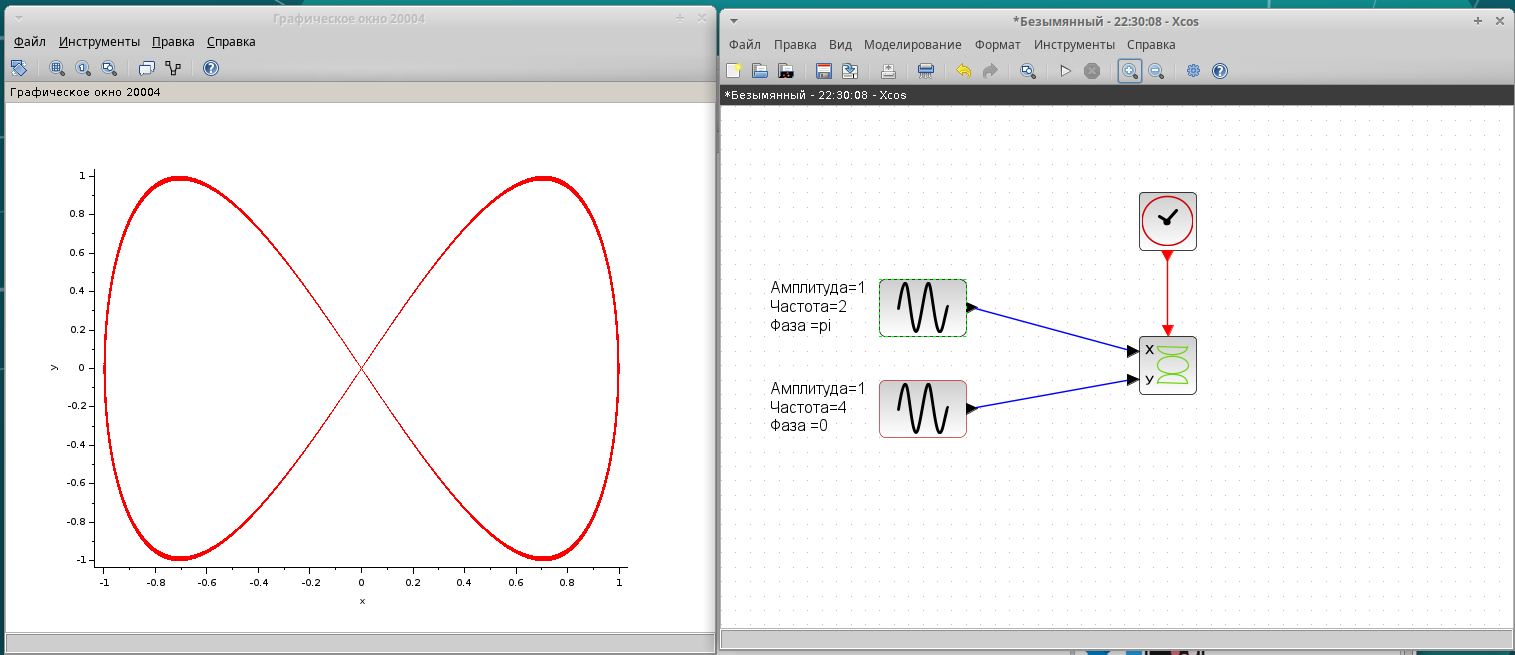 Графическое окно 20004
Файл Инструменты Правка Справка
Графическое окно 20004
1
0.8
0.6
0.4
0.2
0
-0.2
-0.4
-0.6
-0.8
-1
y
-1 -0.8 -0.6 -0.4 -0.2 0 0.2 0.4 0.6 0.8 1
x
*Безымянный - 22:30:08 - Xcos
Файл Правка Вид Моделирование Формат Инструменты Справка
*Безымянный - 22:30:08 - Xcos
Амплитуда=1
Частота=2
Фаза =pi
Амплитуда=1
Частота=4
Фаза =0
X
y